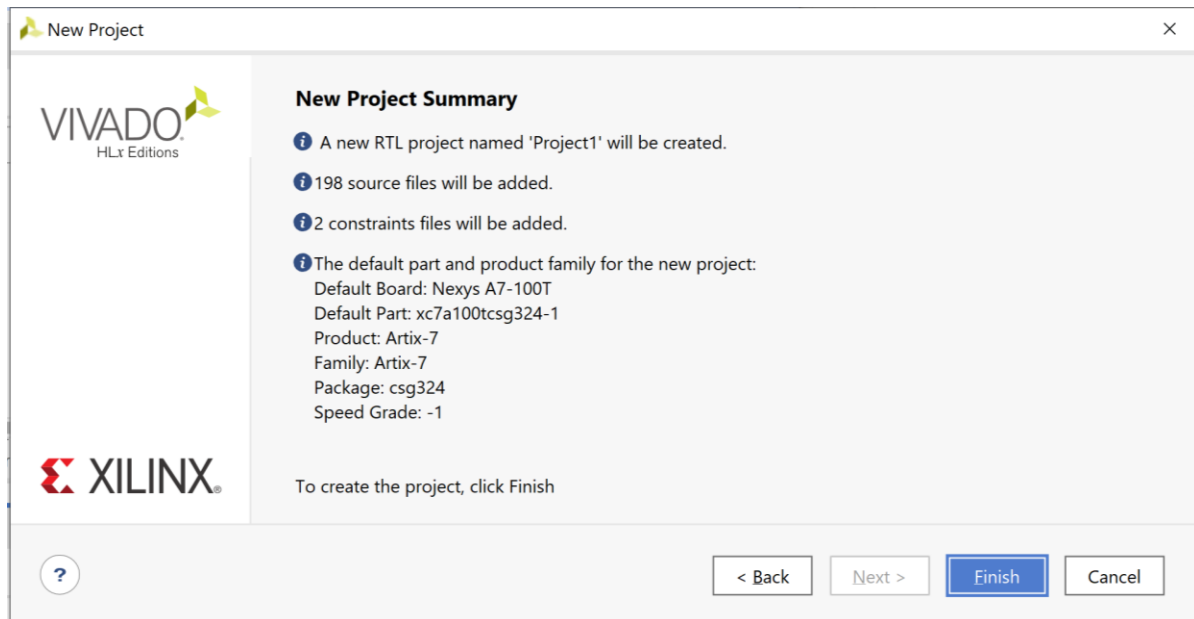 New Project
VIVADO
HLx Editions
New Project Summary
A new RTL project named 'Project1' will be created.
198 source files will be added.
2 constraints files will be added.
The default part and product family for the new project:
Default Board: Nexys A7-100T
Default Part: xc7a100tcsg324-1
Product: Artix-7
Family: Artix-7
Package: csg324
Speed Grade: -1
XILINX®
To create the project, click Finish
?
< Back
Next >
Finish
Cancel